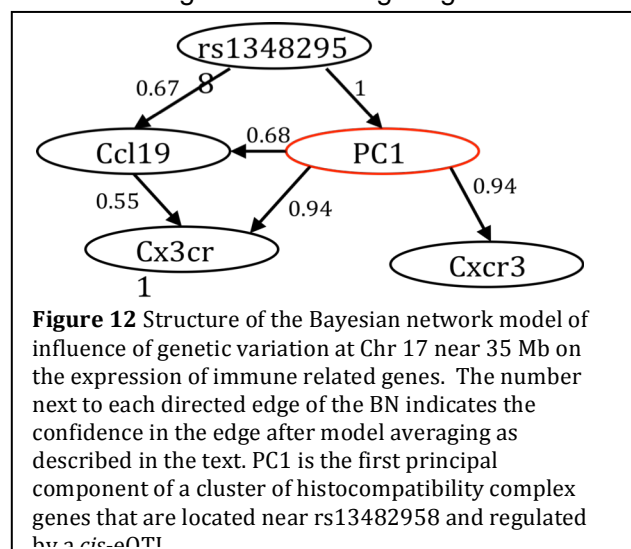 rs1348295
8
0.67
1
Ccl19
0.68
PC1
0.55
0.94
0.94
Cx3cr
1
Cxcr3
Figure 12 Structure of the Bayesian network model of
influence of genetic variation at Chr 17 near 35 Mb on
the expression of immune related genes.  The number
next to each directed edge of the BN indicates the
confidence in the edge after model averaging as
described in the text. PC1 is the first principal
component of a cluster of histocompatibility complex
genes that are located near rs13482958 and regulated
by a cis-eQTL